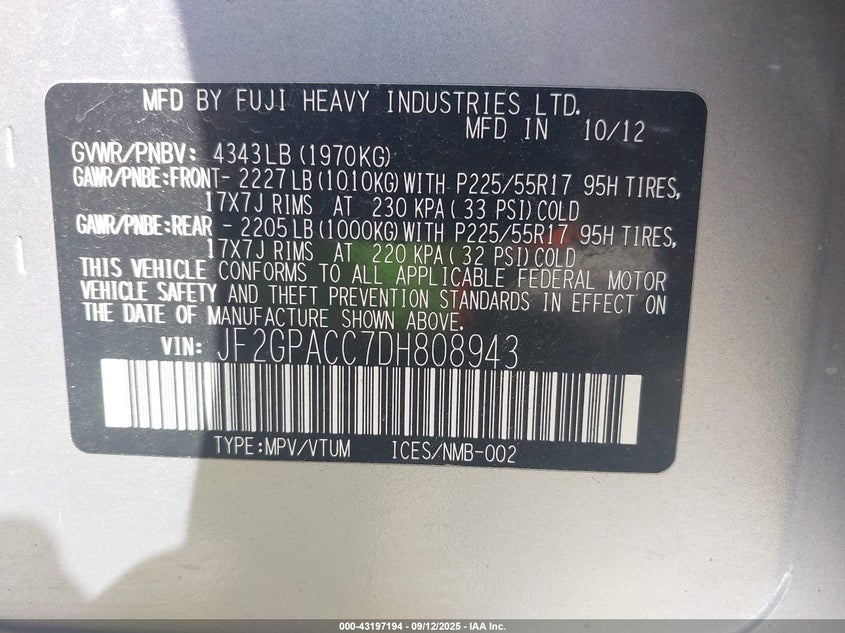 MFD BY FUJI HEAVY INDUSTRIES LTD.
MFD IN 10/12
GVWR/PNBV: 4343LB (1970KG)
GAWR/PNBE:FRONT- 2227LB (1010KG) WITH P225/55R17 95H TIRES,
17X7J RIMS AT 230 KPA ( 33 PSI) COLD
GAWR/PNBE:REAR - 2205LB (1000KG) WITH P225/55R17 95H TIRES,
17X7J RIMS AT 220 KPA ( 32 PSI) COLD
THIS VEHICLE CONFORMS TO ALL APPLICABLE FEDERAL MOTOR
VEHICLE SAFETY AND THEFT PREVENTION STANDARDS IN EFFECT ON
THE DATE OF MANUFACTURE SHOWN ABOVE.
VIN: JF2GPACC7DH808943
TYPE:MPV/VTUM ICES/NMB-002
000-43197194 - 09/12/2025 - IAA Inc.